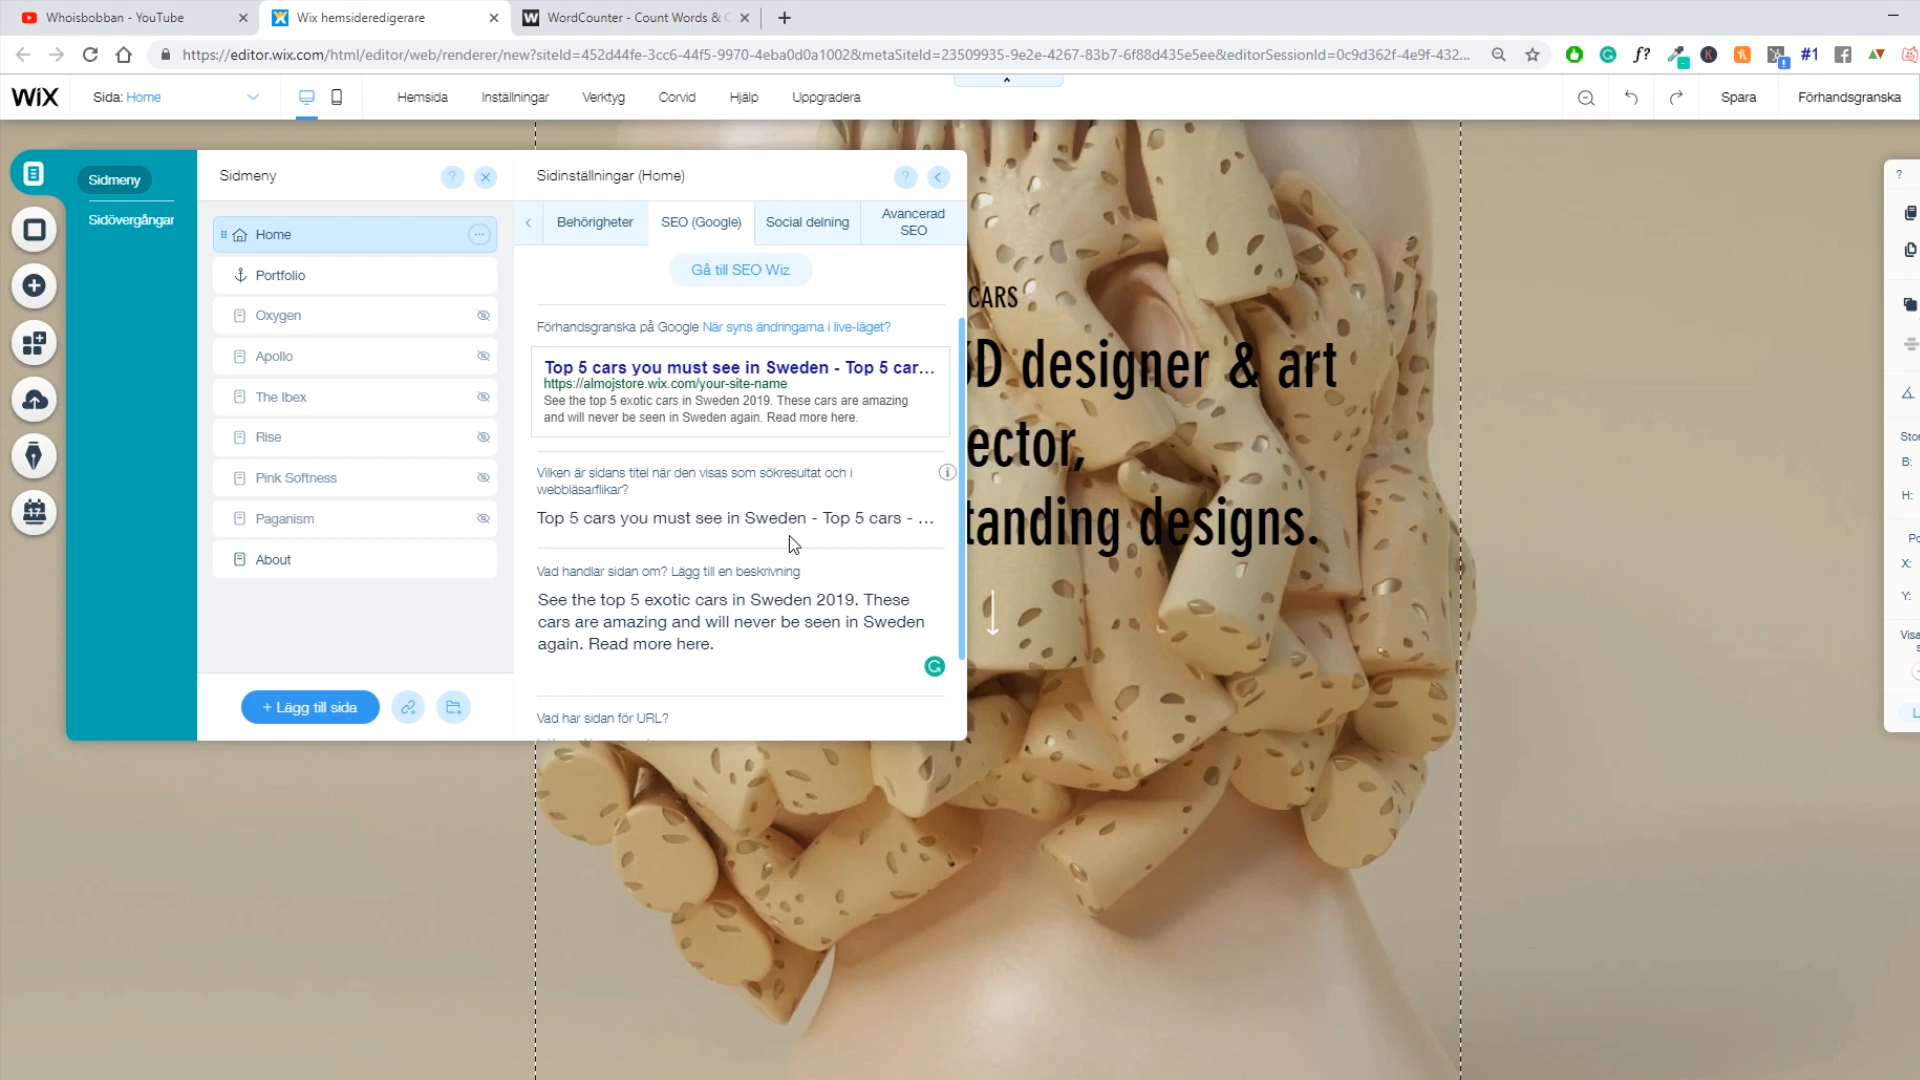 Whoisbobban - YouTube
Wix hemsideredigerare
WordCounter - Count Words &
https://editor.wix.com/html/editor/web/renderer/new?siteId=452d44fe-3cc6-44f5-9970-4eba0d0a1002&metaSiteId=23509935-9e2e-4267-83b7-6f88d435e5ee&editorSessionId=0c9d362f-4e9f-432...
f?
#1
WiX
Sida: Home
Hemsida
Inställningar
Verktyg
Corvid
Hjälp
Uppgradera
Spara
Förhandsgranska
Sidmeny
Sidövergångar
Sidmeny
?
Home
Portfolio
Oxygen
Apollo
The Ibex
Rise
Pink Softness
Paganism
About
+ Lägg till sida
17
Sidinställningar (Home)
?
Behörigheter
SEO (Google)
Social delning
Avancerad
SEO
Gå till SEO Wiz
Förhandsgranska på Google När syns ändringarna i live-läget?
Top 5 cars you must see in Sweden - Top 5 car...
https://almojstore.wix.com/your-site-name
See the top 5 exotic cars in Sweden 2019. These cars are amazing
and will never be seen in Sweden again. Read more here.
Vilken är sidans titel när den visas som sökresultat och i
webbläsarflikar?
Top 5 cars you must see in Sweden - Top 5 cars - ...
Vad handlar sidan om? Lägg till en beskrivning
See the top 5 exotic cars in Sweden 2019. These
cars are amazing and will never be seen in Sweden
again. Read more here.
Vad har sidan för URL?
CARS
D designer & art
ector,
tanding designs.
?
B:
H:
X:
Y: